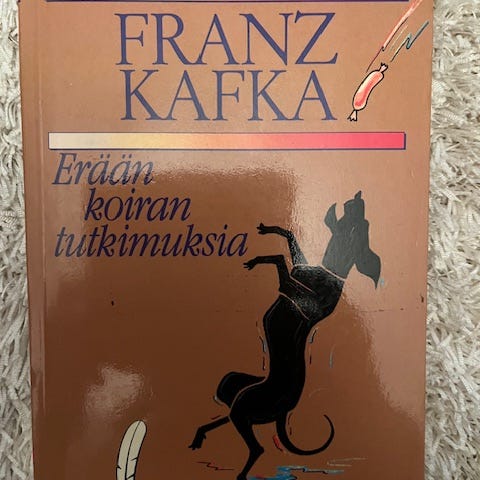 FRANZ
KAFKA
Erään
koiran
tutkimuksia